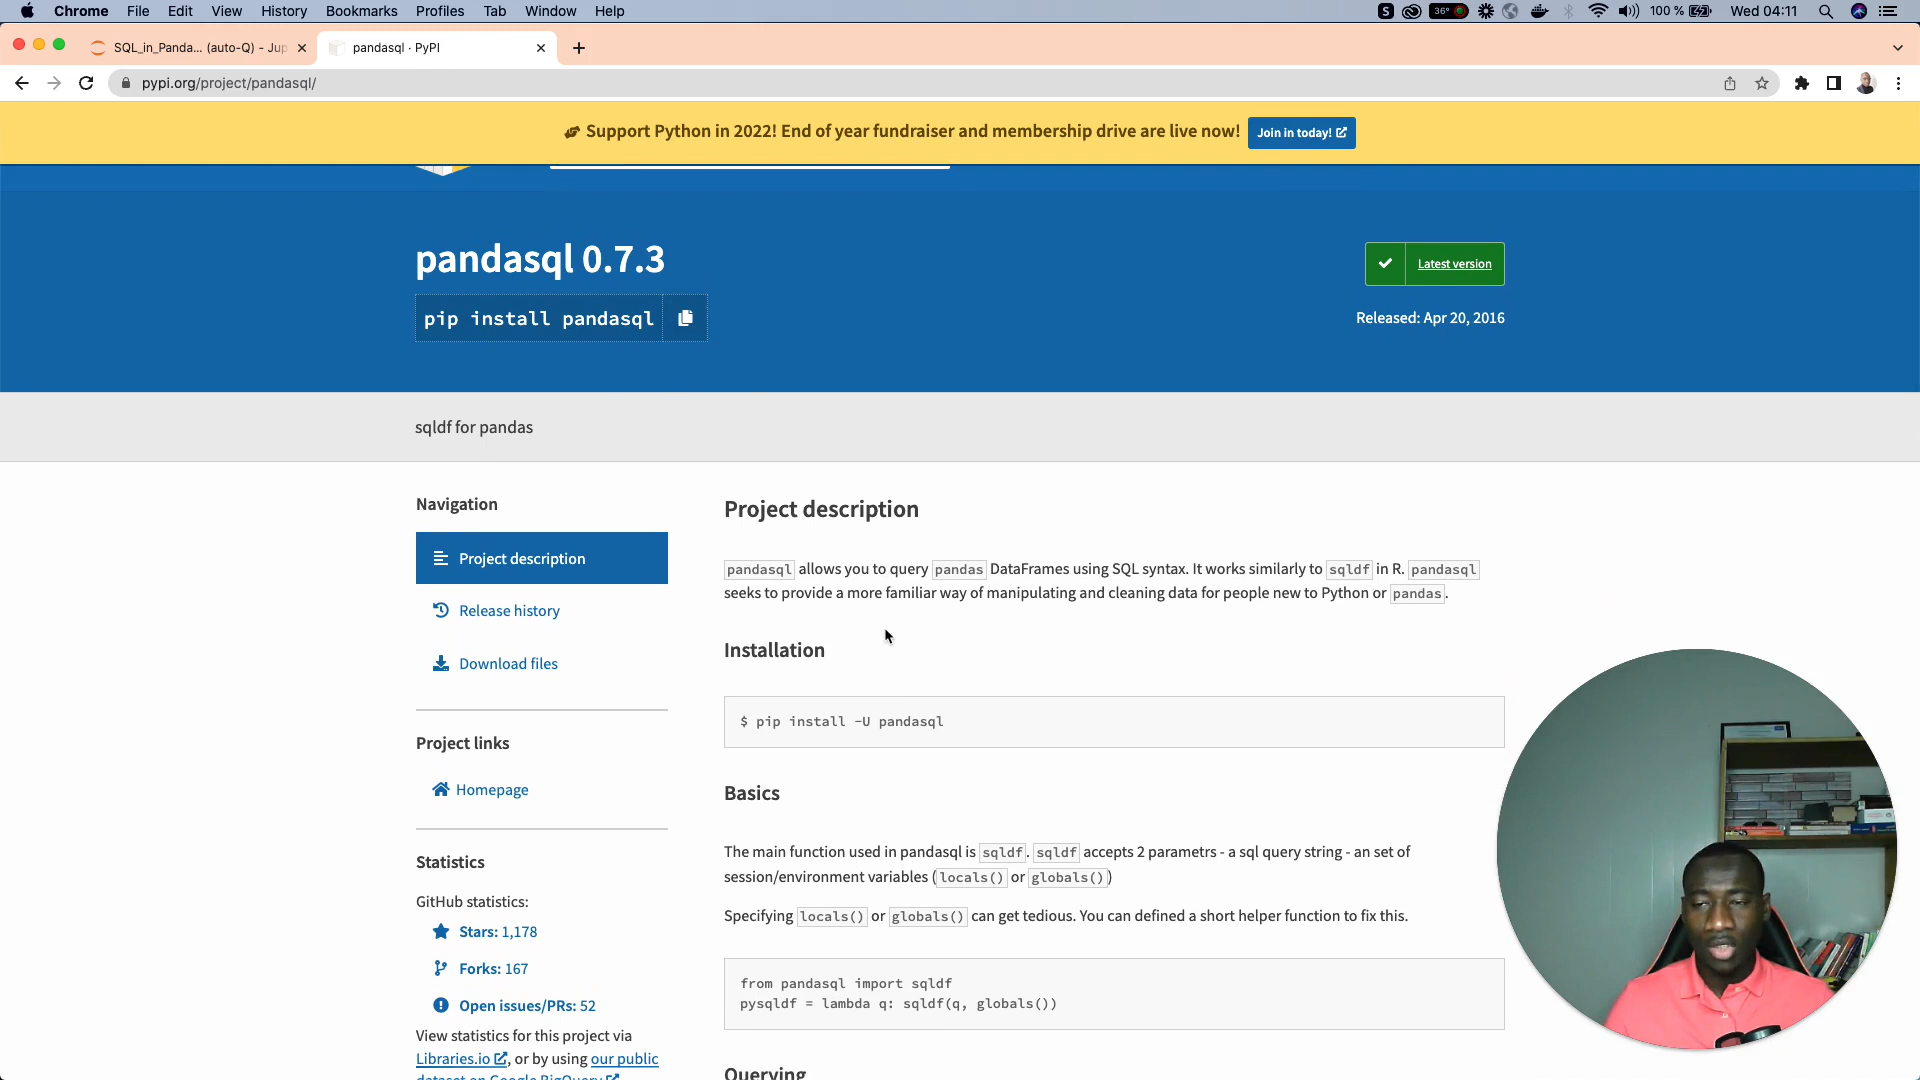 Chrome File Edit View History Bookmarks Profiles Tab Window Help
S 36° 100 % Wed 04:11
SQL_in_Panda... (auto-Q) - Jup
pandasql · PyPI
pypi.org/project/pandasql/
Support Python in 2022! End of year fundraiser and membership drive are live now! Join in today!
pandasql 0.7.3
Latest version
pip install pandasql
Released: Apr 20, 2016
sqldf for pandas
Navigation
Project description
Release history
Download files
Project links
Homepage
Statistics
GitHub statistics:
Stars: 1,178
Forks: 167
Open issues/PRs: 52
View statistics for this project via
Libraries.io, or by using our public
dataset on Google BigQuery
Project description
pandasql allows you to query pandas DataFrames using SQL syntax. It works similarly to sqldf in R. pandasql
seeks to provide a more familiar way of manipulating and cleaning data for people new to Python or pandas.
Installation
$ pip install -U pandasql
Basics
The main function used in pandasql is sqldf. sqldf accepts 2 parametrs - a sql query string - an set of
session/environment variables (locals() or globals())
Specifying locals() or globals() can get tedious. You can defined a short helper function to fix this.
from pandasql import sqldf
pysqldf = lambda q: sqldf(q, globals())
Querying